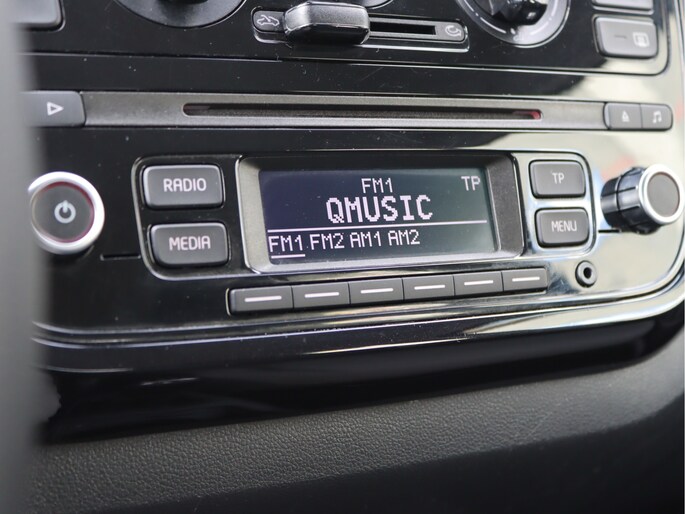 RADIO
FM1 TP
QMUSIC
TP
MEDIA
FM1 FM2 AM1 AM2
MENU